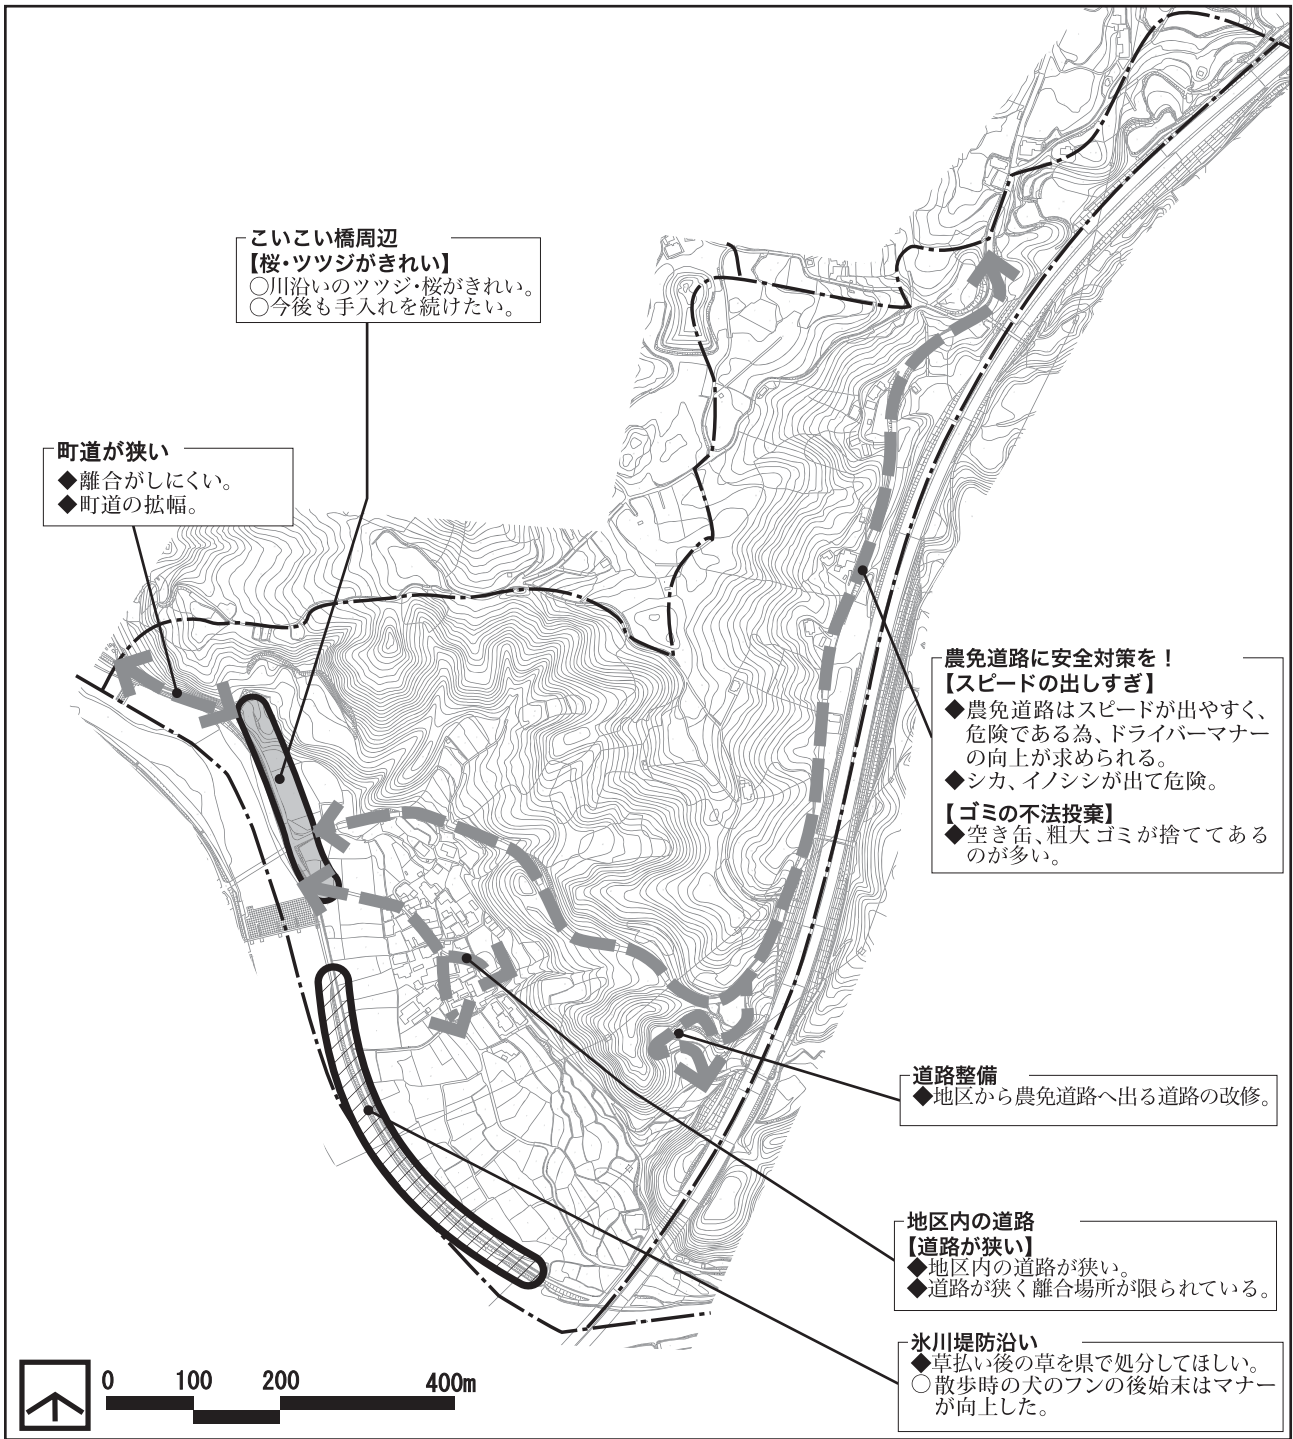 こいこい橋周辺
【桜・ツツジがきれい】
○川沿いのツツジ・桜がきれい。
○今後も手入れを続けたい。
町道が狭い
◆離合がしにくい。
◆町道の拡幅。
農免道路に安全対策を！
【スピードの出しすぎ】
◆農免道路はスピードが出やすく、
危険である為、ドライバーマナー
の向上が求められる。
◆シカ、イノシシが出て危険。
【ゴミの不法投棄】
◆空き缶、粗大ゴミが捨ててある
のが多い。
道路整備
◆地区から農免道路へ出る道路の改修。
地区内の道路
【道路が狭い】
◆地区内の道路が狭い。
◆道路が狭く離合場所が限られている。
氷川堤防沿い
◆草払い後の草を県で処分してほしい。
○散歩時の犬のフンの後始末はマナー
が向上した。
0 100 200 400m